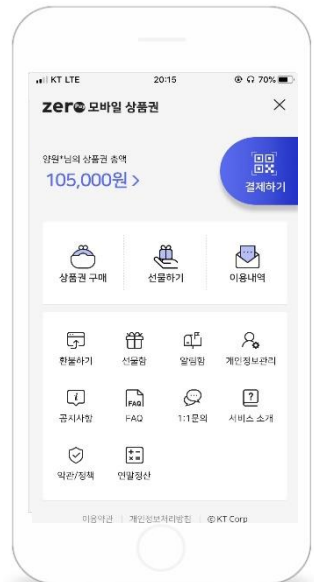 KT LTE 20:15 70%
zero 모바일 상품권
양원*님의 상품권 총액
105,000원 >
결제하기
상품권 구매 선물하기 이용내역
환불하기 선물함 알림함 개인정보관리
i FAQ ?
공지사항 FAQ 1:1문의 서비스 소개
약관/정책 연말정산
이용약관 | 개인정보처리방침 | ⓒ KT Corp